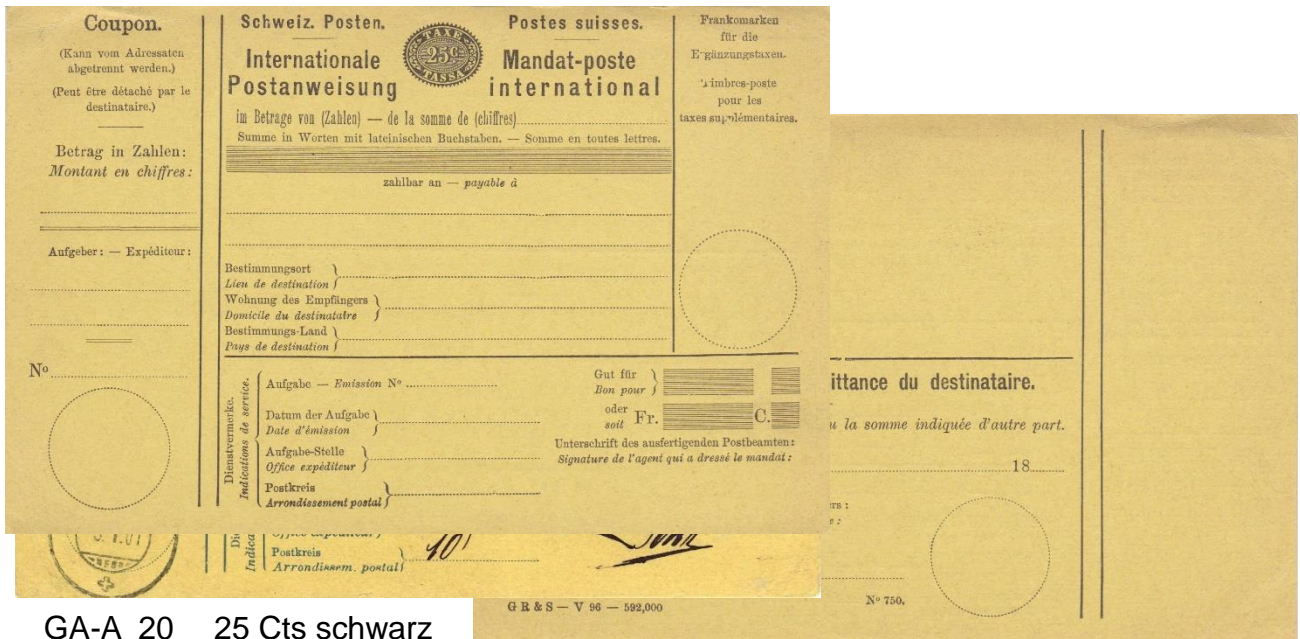 Coupon.
(Kann vom Adressaten
abgetrennt werden.)
(Peut être détaché par le
destinataire.)
Betrag in Zahlen:
Montant en chiffres:
Aufgeber: — Expéditeur:
Nº
Schweiz. Posten.
TAXE
25c
TASSA
Postes suisses.
Internationale
Postanweisung
Mandat-poste
international
im Betrage von (Zahlen) — de la somme de (chiffres)
Summe in Worten mit lateinischen Buchstaben. — Somme en toutes lettres.
zahlbar an — payable à
Bestimmungsort
Lieu de destination
Wohnung des Empfängers
Domicile du destinataire
Bestimmungs-Land
Pays de destination
Frankomarken
für die
Ergänzungstaxen.
Timbres-poste
pour les
taxes supplémentaires.
Dienstvermerke.
Indications de service.
Aufgabe — Emission Nº
Datum der Aufgabe
Date d'émission
Aufgabe-Stelle
Office expéditeur
Postkreis
Arrondissement postal
Gut für
Bon pour
oder
soit Fr. C.
Unterschrift des ausfertigenden Postbeamten:
Signature de l'agent qui a dressé le mandat:
ittance du destinataire.
u la somme indiquée d'autre part.
18
ers:
e:
Nº 750.
GR & S — V 96 — 592,000
Office expéditeur
Postkreis
Arrondissem. postal
10
GA-A 20 25 Cts schwarz